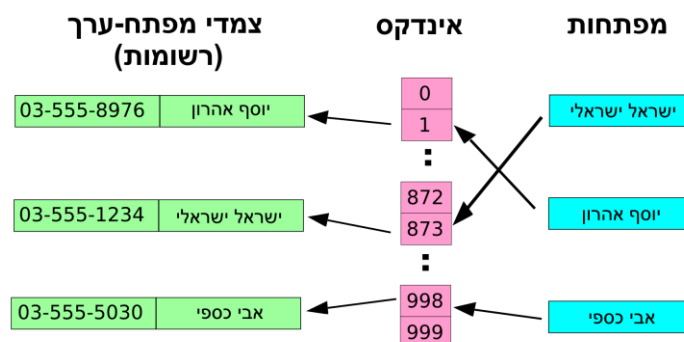 מפתחות
אינדקס
צמדי מפתח-ערך
(רשומות)
ישראל ישראלי
יוסף אהרון
אבי כספי
0
1
:
872
873
:
998
999
יוסף אהרון 03-555-8976
ישראל ישראלי 03-555-1234
אבי כספי 03-555-5030